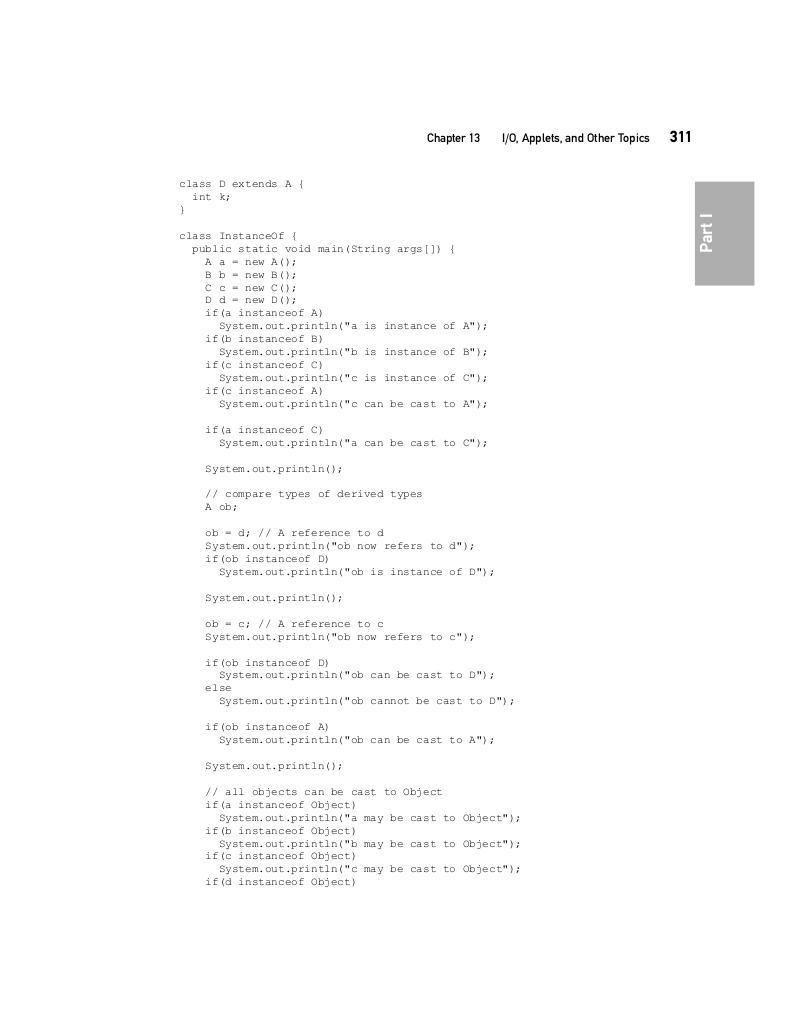 Chapter 13 I/O, Applets, and Other Topics 311
Part I
class D extends A {
  int k;
}

class InstanceOf {
  public static void main(String args[]) {
    A a = new A();
    B b = new B();
    C c = new C();
    D d = new D();
    if(a instanceof A)
      System.out.println("a is instance of A");
    if(b instanceof B)
      System.out.println("b is instance of B");
    if(c instanceof C)
      System.out.println("c is instance of C");
    if(c instanceof A)
      System.out.println("c can be cast to A");

    if(a instanceof C)
      System.out.println("a can be cast to C");

    System.out.println();

    // compare types of derived types
    A ob;

    ob = d; // A reference to d
    System.out.println("ob now refers to d");
    if(ob instanceof D)
      System.out.println("ob is instance of D");

    System.out.println();

    ob = c; // A reference to c
    System.out.println("ob now refers to c");

    if(ob instanceof D)
      System.out.println("ob can be cast to D");
    else
      System.out.println("ob cannot be cast to D");

    if(ob instanceof A)
      System.out.println("ob can be cast to A");

    System.out.println();

    // all objects can be cast to Object
    if(a instanceof Object)
      System.out.println("a may be cast to Object");
    if(b instanceof Object)
      System.out.println("b may be cast to Object");
    if(c instanceof Object)
      System.out.println("c may be cast to Object");
    if(d instanceof Object)